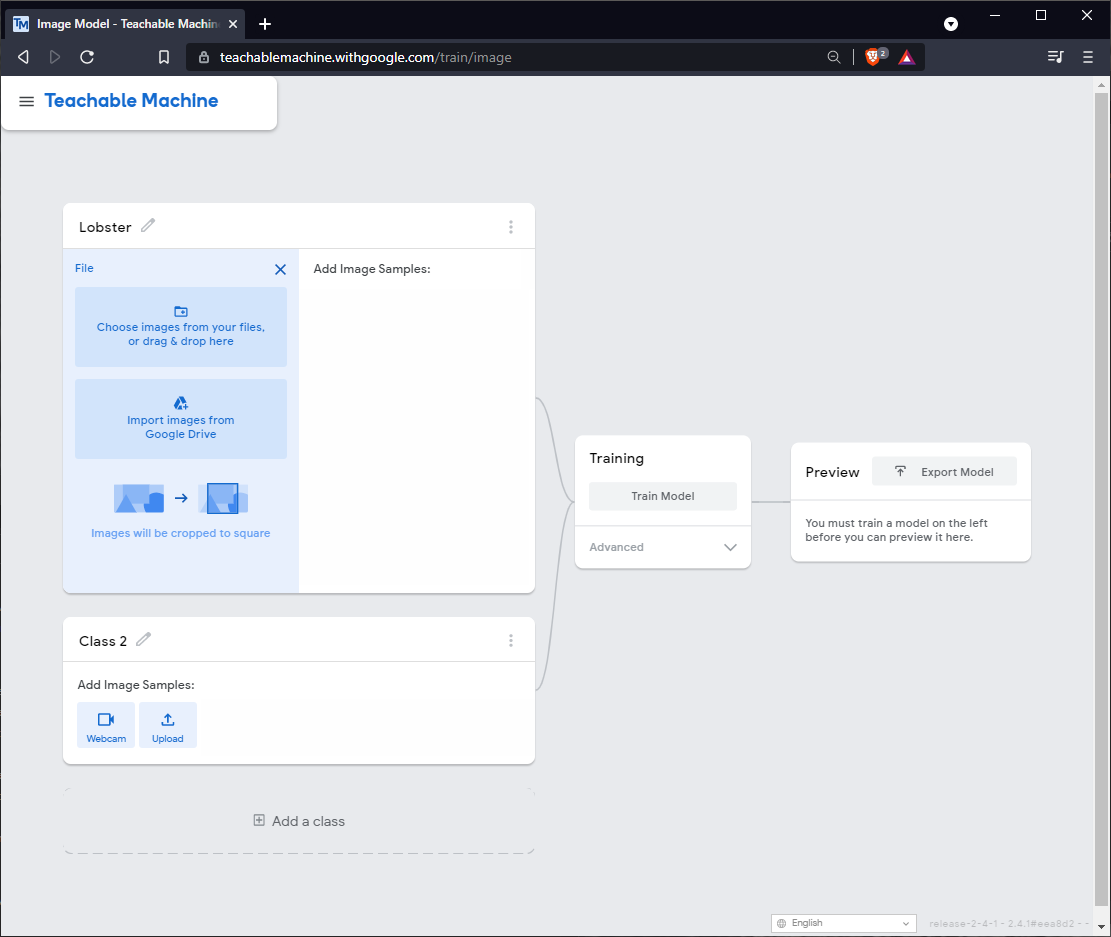 TM Image Model - Teachable Machin
teachablemachine.withgoogle.com/train/image
2
Teachable Machine
Lobster
File
Add Image Samples:
Choose images from your files,
or drag & drop here
Import images from
Google Drive
Images will be cropped to square
Training
Train Model
Advanced
Preview
Export Model
You must train a model on the left
before you can preview it here.
Class 2
Add Image Samples:
Webcam
Upload
Add a class
English
release-2-4-1 - 2.4.1#eea8d2 - -